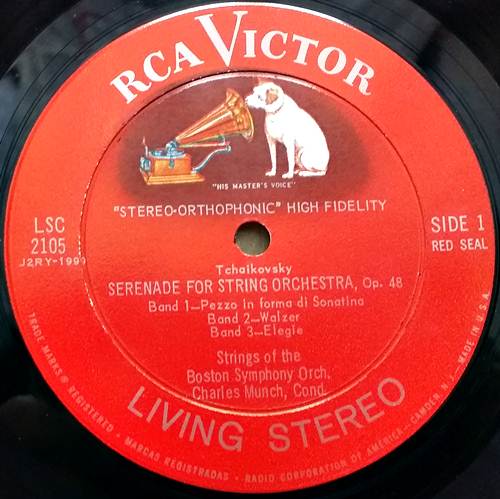 RCA VICTOR
"HIS MASTER'S VOICE"
"STEREO-ORTHOPHONIC" HIGH FIDELITY
LSC
2105
J2RY-1999
SIDE 1
RED SEAL
Tchaikovsky
SERENADE FOR STRING ORCHESTRA, Op. 48
Band 1—Pezzo in forma di Sonatina
Band 2—Walzer
Band 3—Elegie
Strings of the
Boston Symphony Orch.
Charles Munch, Cond.
LIVING STEREO
TRADE MARKS ® REGISTERED • MARCAS REGISTRADAS • RADIO CORPORATION OF AMERICA—CAMDEN, N.J.—MADE IN U.S.A.